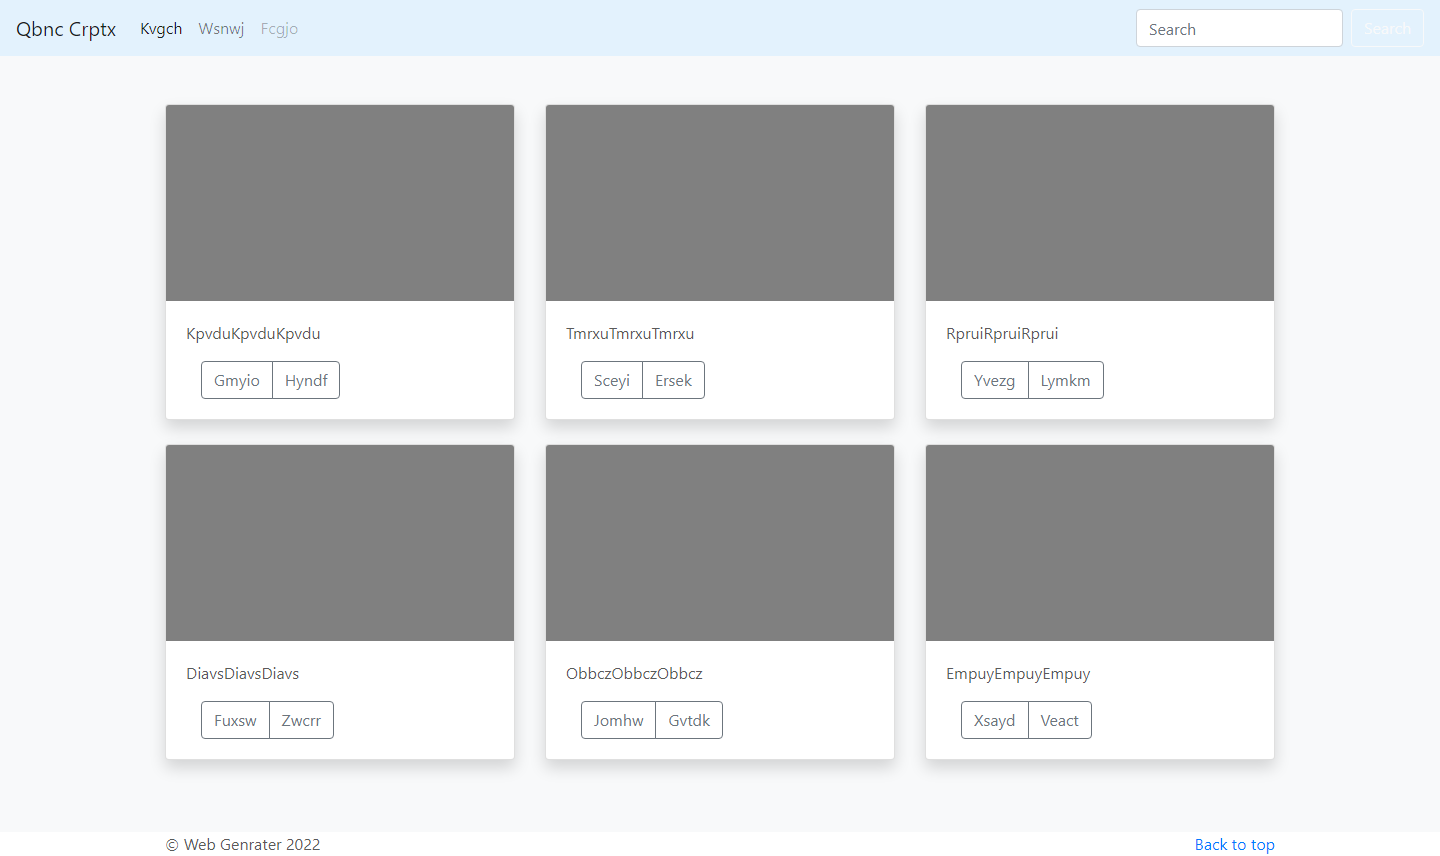 Qbnc Crptx Kvgch Wsnwj Fcgjo Search Search
KpvduKpvduKpvdu TmrxuTmrxuTmrxu RpruiRpruiRprui
Gmyio Hyndf Sceyi Ersek Yvezg Lymkm
DiavsDiavsDiavs ObbczObbczObbcz EmpuyEmpuyEmpuy
Fuxsw Zwcrr Jomhw Gvtdk Xsayd Veact
© Web Genrater 2022 Back to top